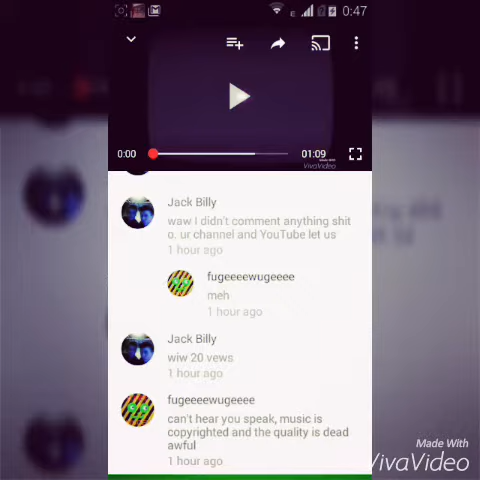 E 0:47
0:00
01:09
Made With
VivaVideo
Jack Billy
waw I didn't comment anything shit
o. ur channel and YouTube let us
1 hour ago
fugeeeewugeeee
meh
1 hour ago
Jack Billy
wiw 20 vews
1 hour ago
fugeeeewugeeee
can't hear you speak, music is
copyrighted and the quality is dead
awful
1 hour ago
Made With
VivaVideo